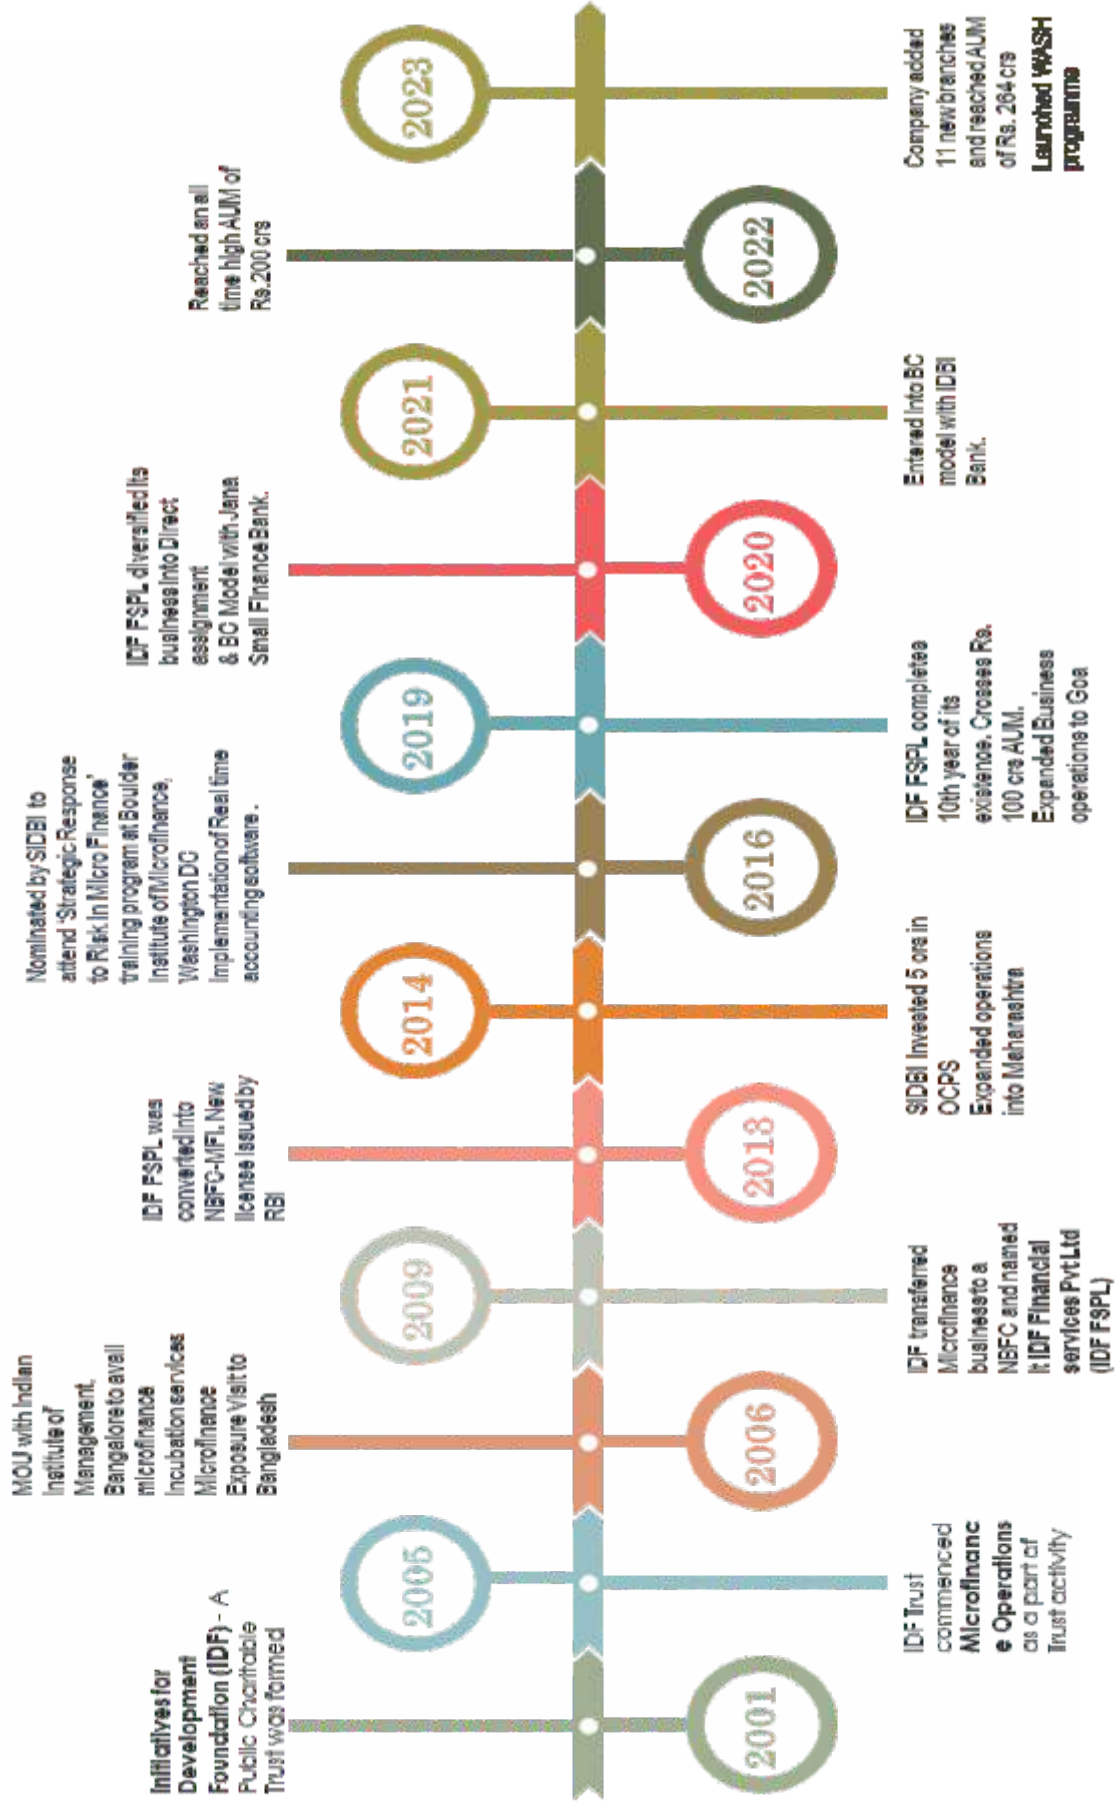 2001
Initiatives for
Development
Foundation (IDF) - A
Public Charitable
Trust was formed
2005
IDF Trust
commenced
Microfinanc
e Operations
as a part of
Trust activity
2006
MOU with Indian
Institute of
Management,
Bangalore to avail
microfinance
Incubation services
Microfinance
Exposure Visit to
Bangladesh
2009
IDF transferred
Microfinance
business to a
NBFC and named
it IDF Financial
services Pvt Ltd
(IDF FSPL)
2013
IDF FSPL was
converted into
NBFC-MFI. New
license issued by
RBI
2014
SIDBI Invested 5 crs in
OCPS
Expanded operations
into Maharashtra
2016
Nominated by SIDBI to
attend 'Strategic Response
to Risk in Micro Finance'
training program at Boulder
Institute of Microfinance,
Washington DC
Implementation of Real time
accounting software.
2019
IDF FSPL completes
10th year of its
existence. Crosses Rs.
100 crs AUM.
Expanded Business
operations to Goa
2020
IDF FSPL diversified its
business into Direct
assignment
& BC Model with Jana
Small Finance Bank.
2021
Entered into BC
model with IDBI
Bank.
2022
Reached an all
time high AUM of
Rs.200 crs
2023
Company added
11 new branches
and reached AUM
of Rs. 264 crs
Launched WASH
programme